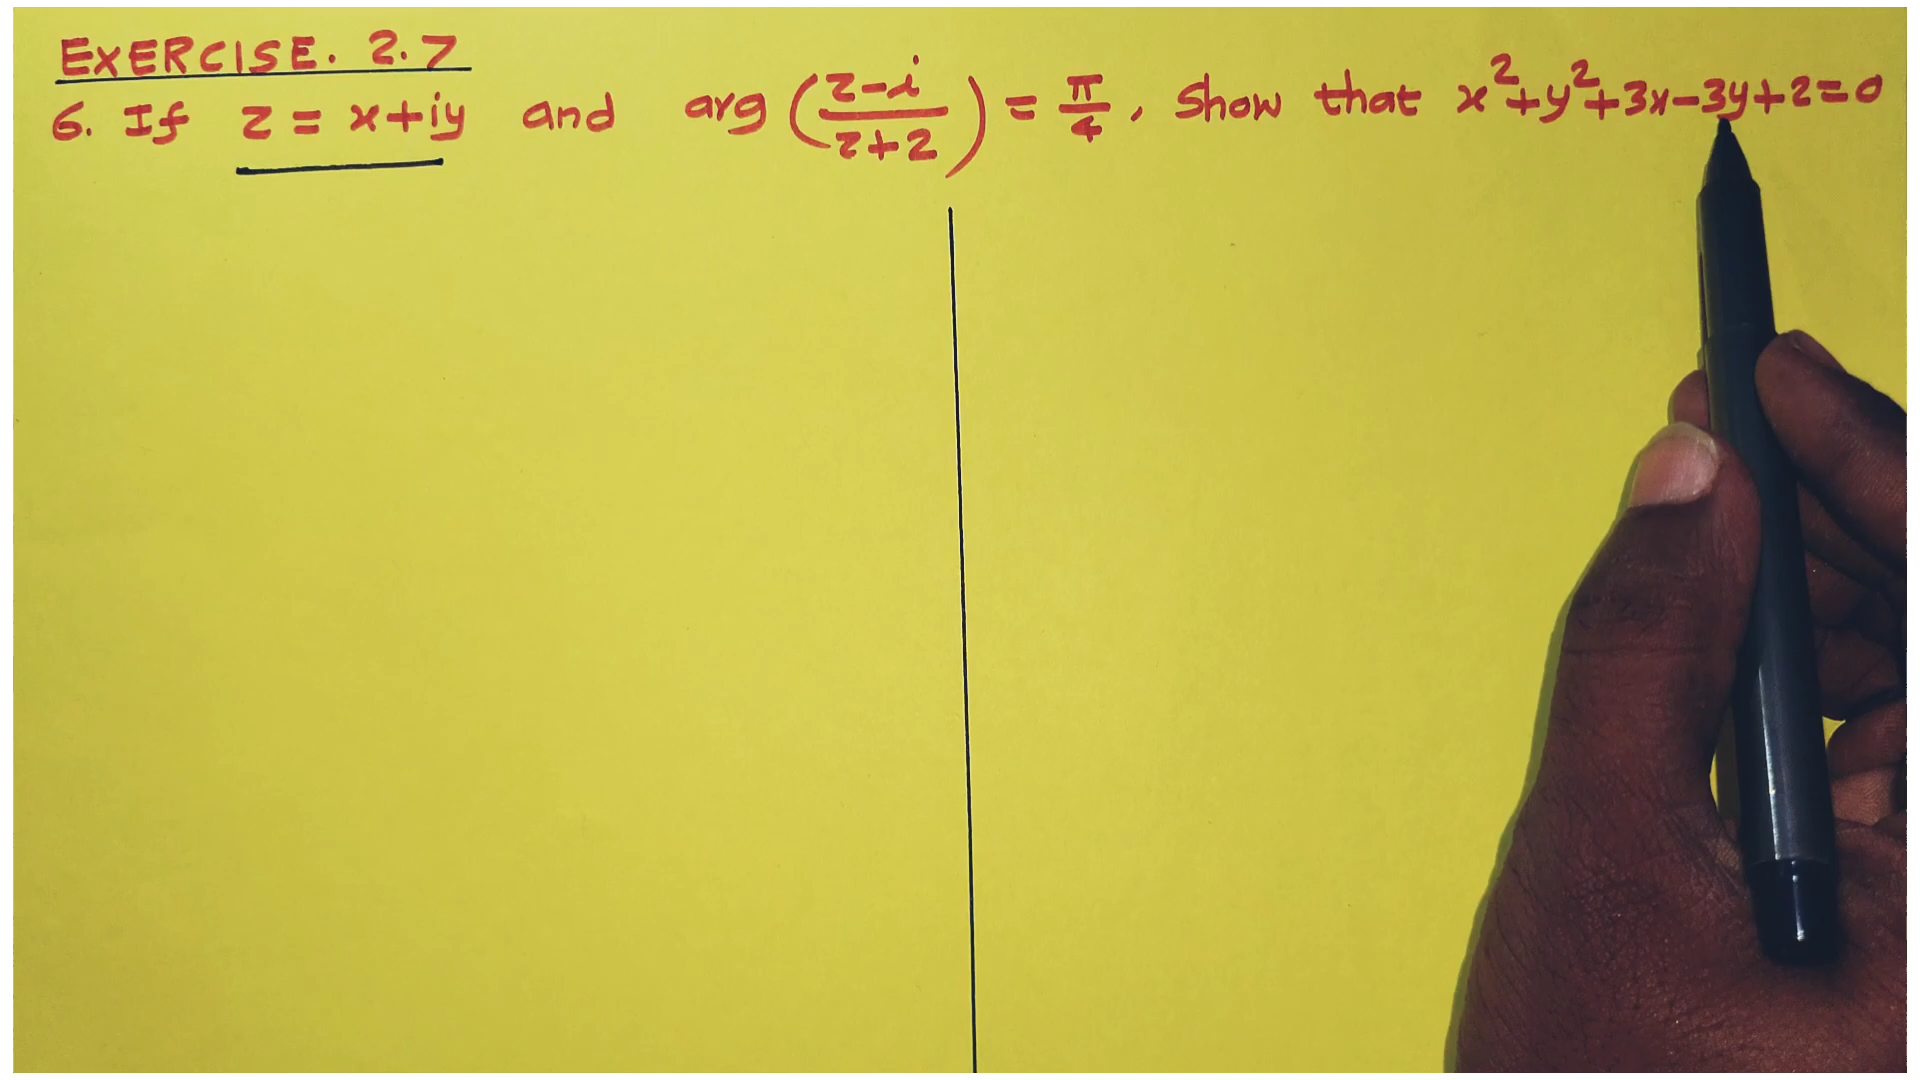 EXERCISE. 2.7
6. If z = x+iy and arg (z-i/z+2) = π/4, Show that x²+y²+3x-3y+2=0